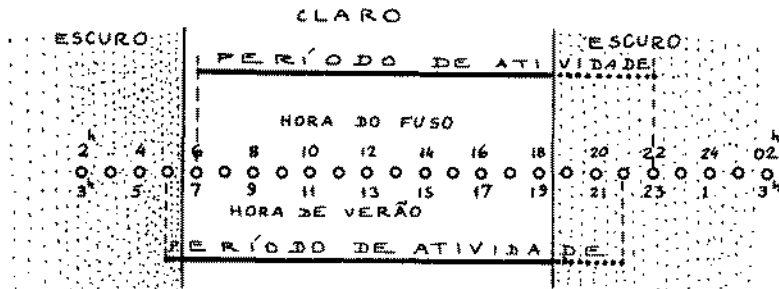 CLARO
ESCURO
ESCURO
PERÍODO DE ATIVIDADE
HORA DO FUSO
2h 4 6 8 10 12 14 16 18 20 22 24 02h
3h 5 7 9 11 13 15 17 19 21 23 1 3h
HORA DE VERÃO
PERÍODO DE ATIVIDADE